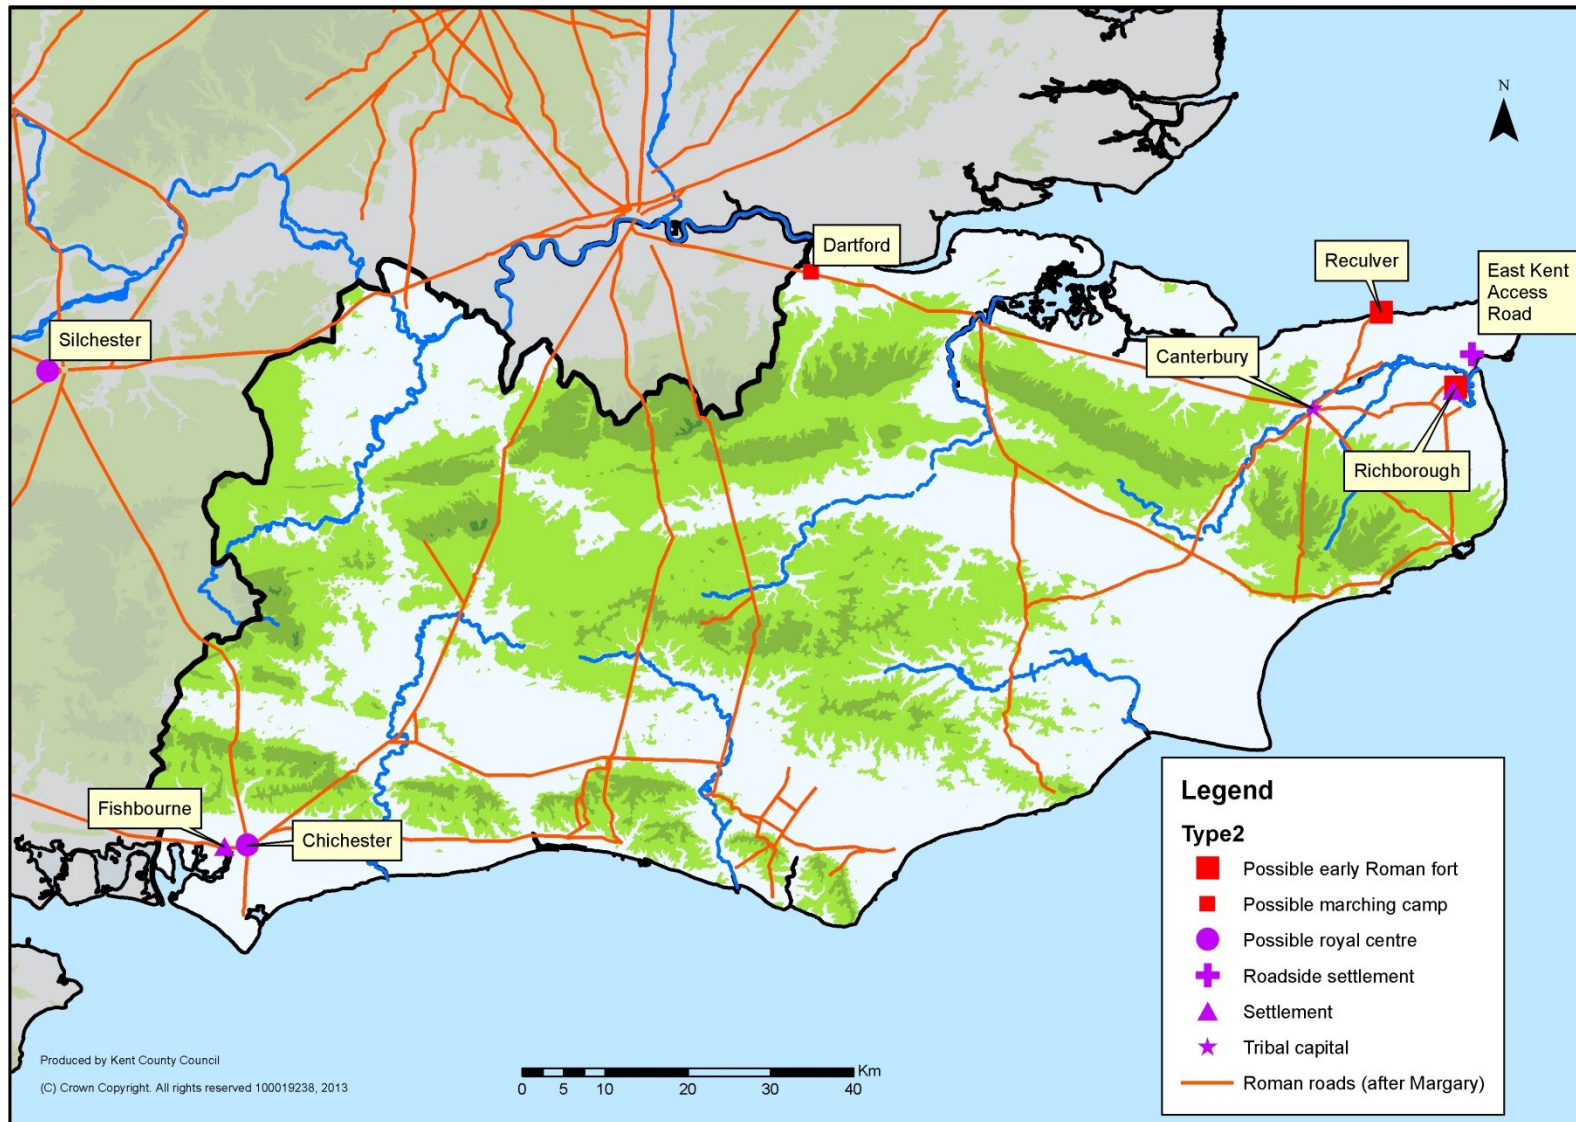 N
Dartford
Reculver
East Kent
Access
Road
Silchester
Canterbury
Richborough
Fishbourne
Chichester
Legend
Type2
Possible early Roman fort
Possible marching camp
Possible royal centre
Roadside settlement
Settlement
Tribal capital
Roman roads (after Margary)
Produced by Kent County Council
(C) Crown Copyright. All rights reserved 100019238, 2013
Km
0 5 10 20 30 40